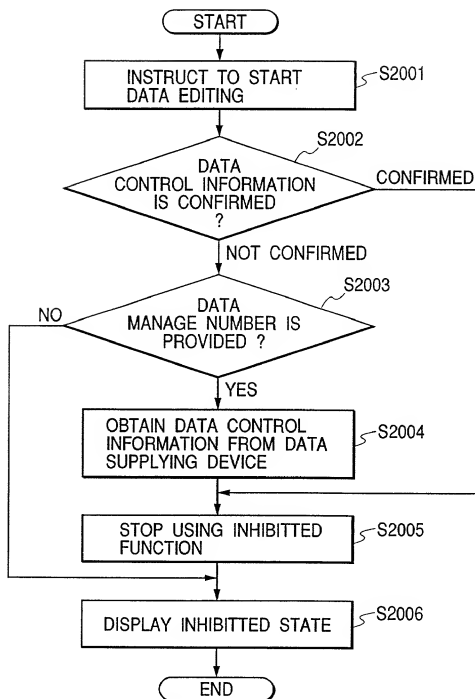 START
INSTRUCT TO START
DATA EDITING
S2001
S2002
DATA
CONTROL INFORMATION
IS CONFIRMED
?
CONFIRMED
NOT CONFIRMED
S2003
DATA
MANAGE NUMBER IS
PROVIDED ?
NO
YES
OBTAIN DATA CONTROL
INFORMATION FROM DATA
SUPPLYING DEVICE
S2004
STOP USING INHIBITTED
FUNCTION
S2005
DISPLAY INHIBITTED STATE
S2006
END